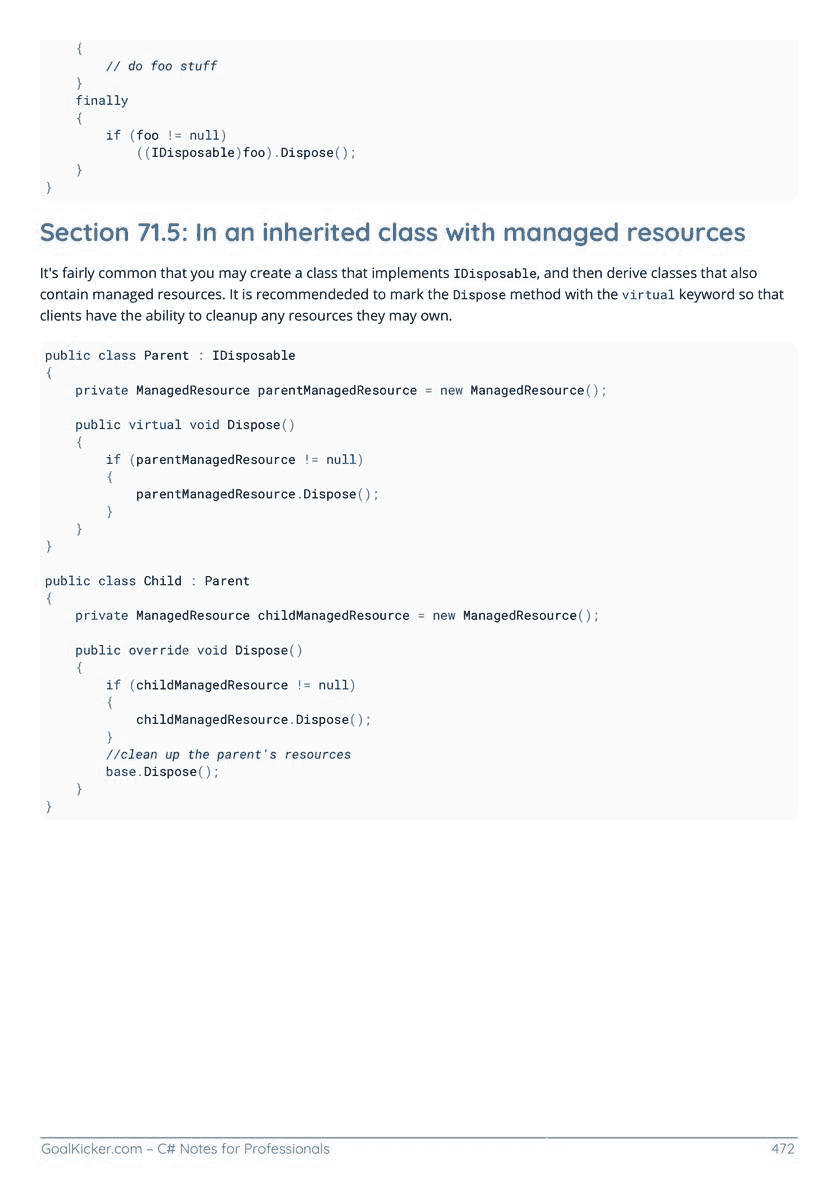 {
// do foo stuff
}
finally
{
if (foo != null)
((IDisposable)foo).Dispose();
}
}
Section 71.5: In an inherited class with managed resources
It's fairly common that you may create a class that implements IDisposable, and then derive classes that also
contain managed resources. It is recommendeded to mark the Dispose method with the virtual keyword so that
clients have the ability to cleanup any resources they may own.
public class Parent : IDisposable
{
private ManagedResource parentManagedResource = new ManagedResource();
public virtual void Dispose()
{
if (parentManagedResource != null)
{
parentManagedResource.Dispose();
}
}
}
public class Child : Parent
{
private ManagedResource childManagedResource = new ManagedResource();
public override void Dispose()
{
if (childManagedResource != null)
{
childManagedResource.Dispose();
}
//clean up the parent's resources
base.Dispose();
}
}
GoalKicker.com – C# Notes for Professionals 472